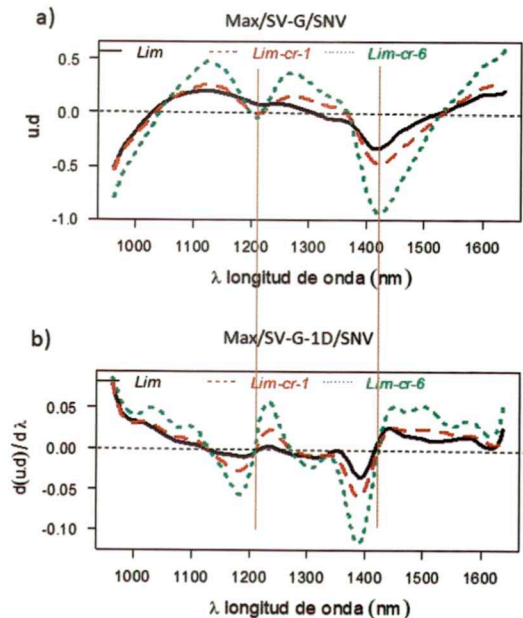 a)
Max/SV-G/SNV
Lim Lim-cr-1 Lim-cr-6
u.d
0.5
0.0
-0.5
-1.0
1000 1100 1200 1300 1400 1500 1600
λ longitud de onda (nm)
b)
Max/SV-G-1D/SNV
Lim Lim-cr-1 Lim-cr-6
d(u.d)/d λ
0.05
0.00
-0.05
-0.10
1000 1100 1200 1300 1400 1500 1600
λ longitud de onda (nm)